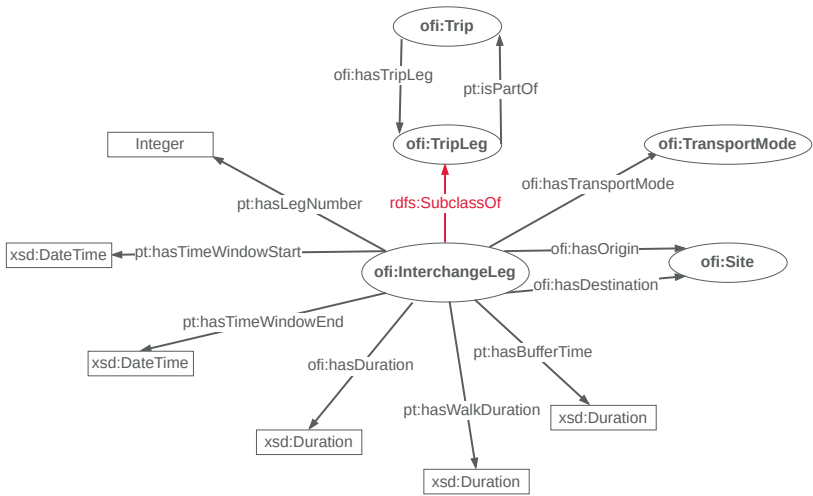 ofi:Trip
ofi:hasTripLeg
pt:isPartOf
Integer
ofi:TripLeg
ofi:TransportMode
ofi:hasTransportMode
pt:hasLegNumber
rdfs:SubclassOf
xsd:DateTime
pt:hasTimeWindowStart
ofi:hasOrigin
ofi:Site
ofi:InterchangeLeg
ofi:hasDestination
pt:hasTimeWindowEnd
xsd:DateTime
ofi:hasDuration
pt:hasBufferTime
pt:hasWalkDuration
xsd:Duration
xsd:Duration
xsd:Duration